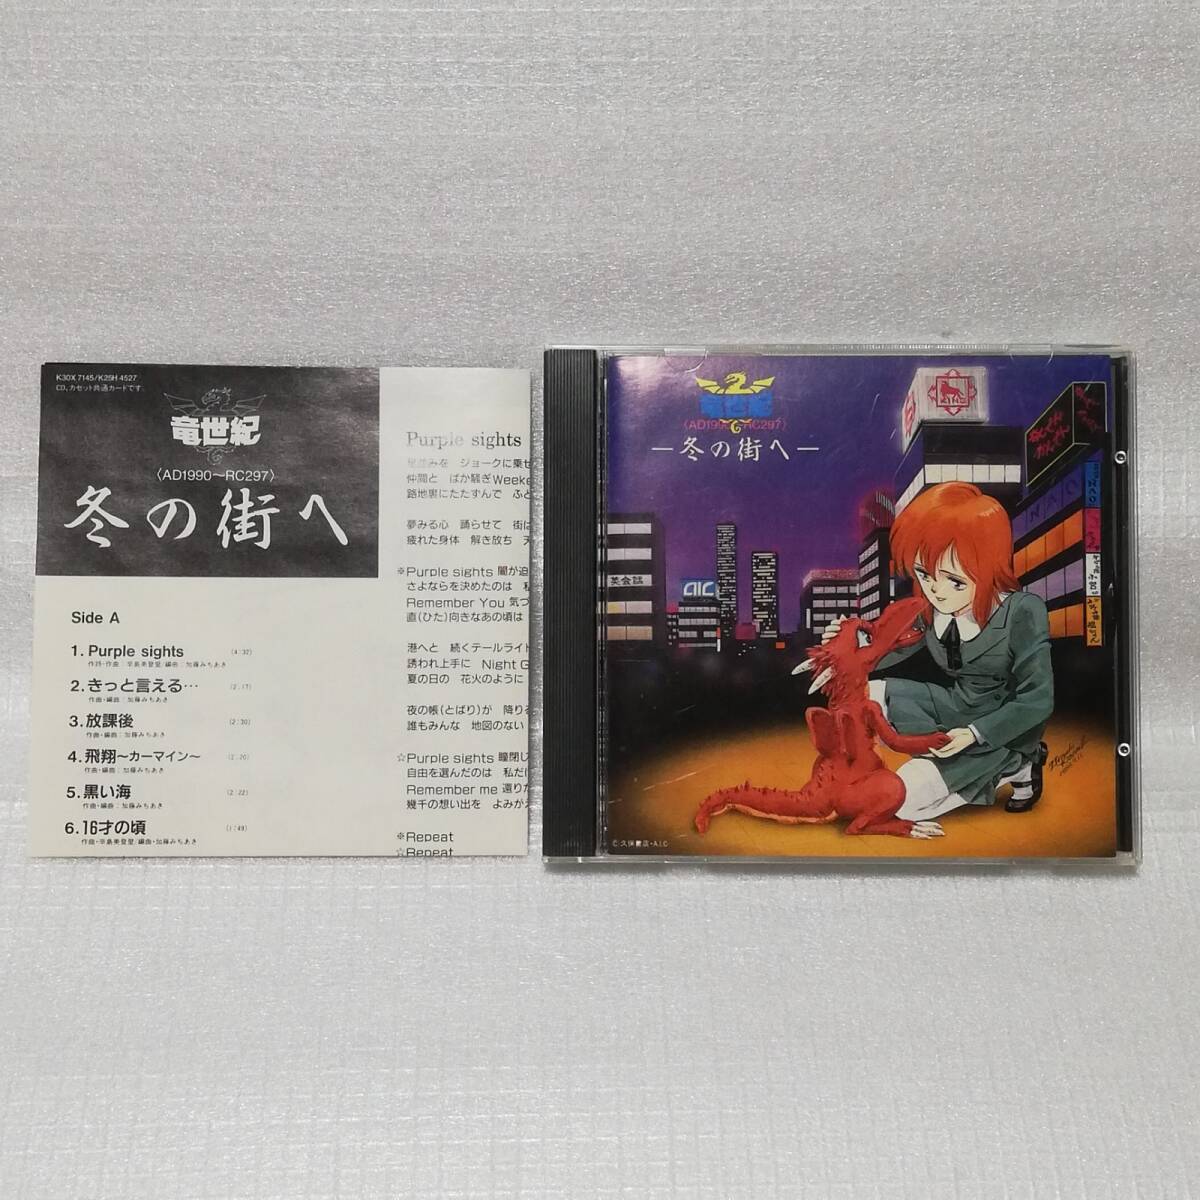 K30X 7145/K25H 4527
CD、カセット共通カードです。
竜世紀
〈AD1990〜RC297〉
冬の街へ
Side A
1. Purple sights (4:32)
作詩・作曲:辛島美登里/編曲:加藤みちあき
2. きっと言える… (2:17)
作曲・編曲:加藤みちあき
3. 放課後 (2:30)
作曲・編曲:加藤みちあき
4. 飛翔〜カーマイン〜 (2:20)
作曲・編曲:加藤みちあき
5. 黒い海 (2:22)
作曲・編曲:加藤みちあき
6. 16才の頃 (1:49)
作曲・辛島美登里/編曲・加藤みちあき
Purple sights
星並みを ジョークに乗せ
仲間と ばか騒ぎ Weeke
路地裏にたたずんで ふと
夢みる心 踊らせて 街は
疲れた身体 解き放ち 天
※Purple sights 闇が迫
さよならを決めたのは 私
Remember You 気づ
直(ひた)向きなあの頃は
港へと 続くテールライト
誘われ上手に Night G
夏の日の 花火のように
夜の帳(とばり)が 降りる
誰もみんな 地図のない
☆Purple sights 瞳閉じ
自由を選んだのは 私だけ
Remember me 還りた
幾千の想い出を よみがえ
※Repeat
☆Repeat
竜世紀
〈AD1990〜RC297〉
—冬の街へ—
KING
英会話
aic
©久保書店・A.I.C